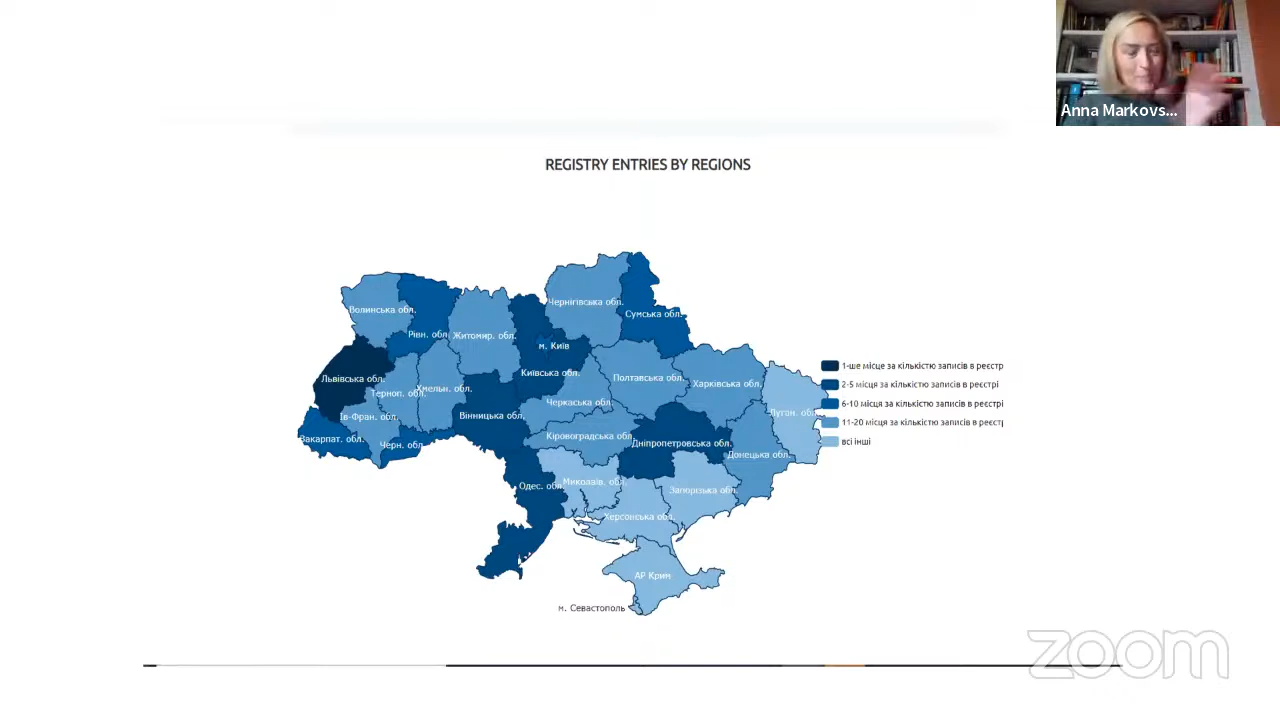 Anna Markovs...
REGISTRY ENTRIES BY REGIONS
Чернігівська обл.
Волинська обл.
Сумська обл.
Рівн. обл.
Житомир. обл.
м. Київ
1-ше місце за кількістю записів в реєстр
Київська обл.
Львівська обл.
Полтавська обл.
Харківська обл.
2-5 місця за кількістю записів в реєстрі
Терноп. обл.
Хмельн. обл.
Черкаська обл.
6-10 місця за кількістю записів в реєстрі
Ів-Фран. обл.
Вінницька обл.
Луган. обл.
11-20 місця за кількістю записів в реєстр
Закарпат. обл.
Черн. обл.
Кіровоградська обл.
Дніпропетровська обл.
всі інші
Донецька обл.
Одес. обл.
Миколаїв. обл.
Запорізька обл.
Херсонська обл.
АР Крим
м. Севастополь
zoom